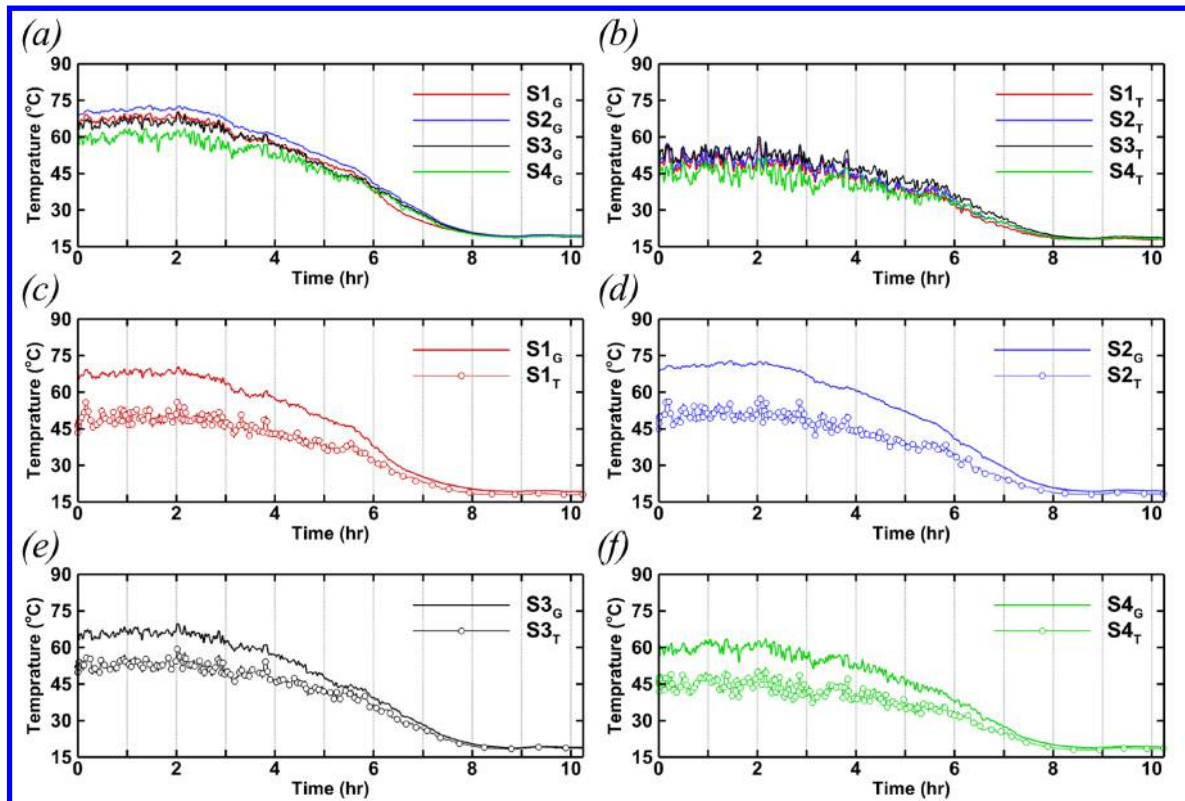 (a)
90
75
60
45
30
15
Temprature (°C)
S1G
S2G
S3G
S4G
0 2 4 6 8 10
Time (hr)
(b)
90
75
60
45
30
15
Temprature (°C)
S1T
S2T
S3T
S4T
0 2 4 6 8 10
Time (hr)
(c)
90
75
60
45
30
15
Temprature (°C)
S1G
S1T
0 2 4 6 8 10
Time (hr)
(d)
90
75
60
45
30
15
Temprature (°C)
S2G
S2T
0 2 4 6 8 10
Time (hr)
(e)
90
75
60
45
30
15
Temprature (°C)
S3G
S3T
0 2 4 6 8 10
Time (hr)
(f)
90
75
60
45
30
15
Temprature (°C)
S4G
S4T
0 2 4 6 8 10
Time (hr)